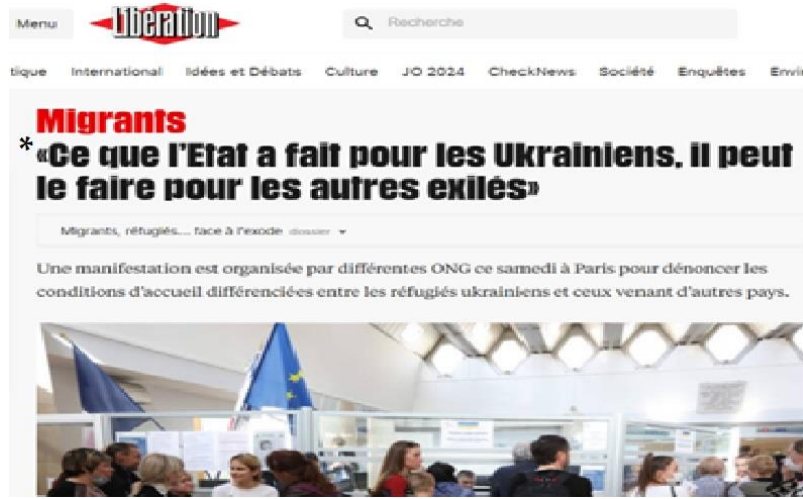 Menu
Libération
Recherche
tique International Idées et Débats Culture JO 2024 CheckNews Société Enquêtes Envi
Migrants
*«Ce que l'Etat a fait pour les Ukrainiens, il peut
le faire pour les autres exilés»
Migrants, réfugiés.... face à l'exode dossier
Une manifestation est organisée par différentes ONG ce samedi à Paris pour dénoncer les
conditions d'accueil différenciées entre les réfugiés ukrainiens et ceux venant d'autres pays.